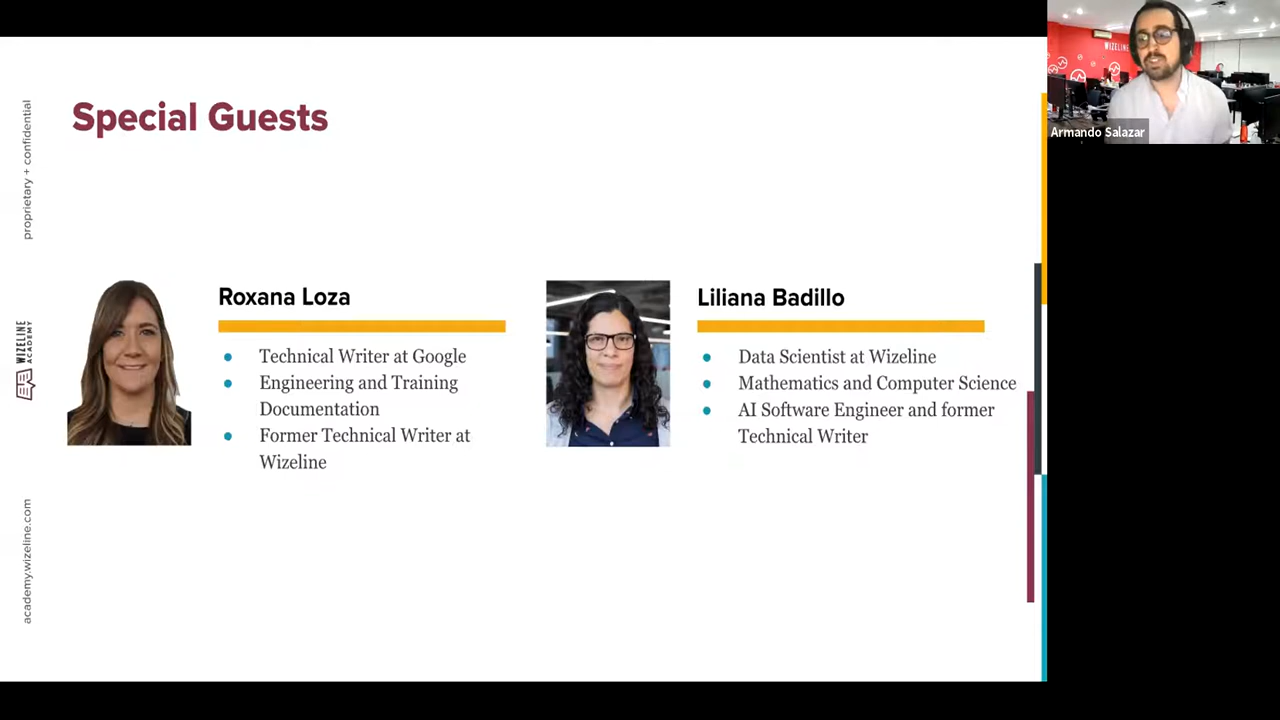 Special Guests
proprietary + confidential
WIZELINE
ACADEMY
academy.wizeline.com
Roxana Loza
Technical Writer at Google
Engineering and Training
Documentation
Former Technical Writer at
Wizeline
Liliana Badillo
Data Scientist at Wizeline
Mathematics and Computer Science
AI Software Engineer and former
Technical Writer
WIZELINE
Armando Salazar